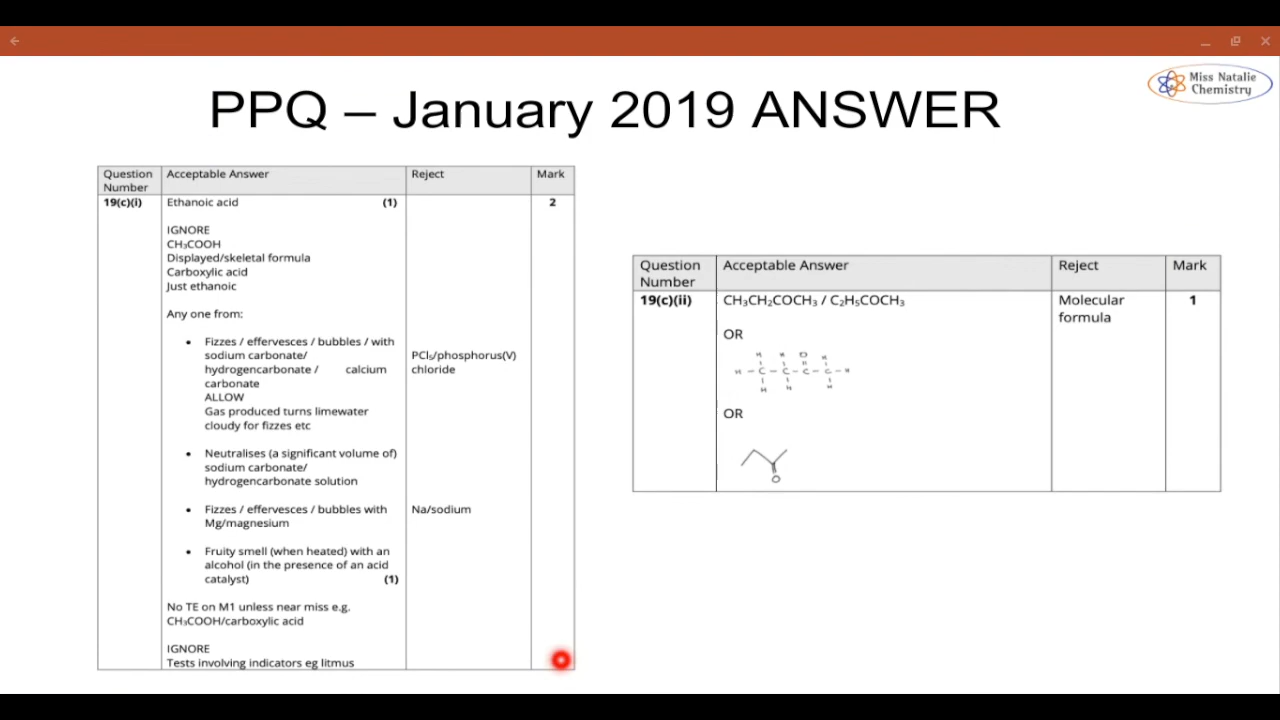 Miss Natalie
Chemistry
PPQ – January 2019 ANSWER
Question Number Acceptable Answer Reject Mark
19(c)(i) Ethanoic acid (1) 2
IGNORE
CH₃COOH
Displayed/skeletal formula
Carboxylic acid
Just ethanoic
Any one from:
• Fizzes / effervesces / bubbles / with
sodium carbonate/ PCl₅/phosphorus(V)
hydrogencarbonate / calcium chloride
carbonate
ALLOW
Gas produced turns limewater
cloudy for fizzes etc
• Neutralises (a significant volume of)
sodium carbonate/
hydrogencarbonate solution
• Fizzes / effervesces / bubbles with Na/sodium
Mg/magnesium
• Fruity smell (when heated) with an
alcohol (in the presence of an acid
catalyst) (1)
No TE on M1 unless near miss e.g.
CH₃COOH/carboxylic acid
IGNORE
Tests involving indicators eg litmus
Question Number Acceptable Answer Reject Mark
19(c)(ii) CH₃CH₂COCH₃ / C₂H₅COCH₃ Molecular 1
formula
OR
H H O H
H – C – C – C – C – H
H H H
OR
O